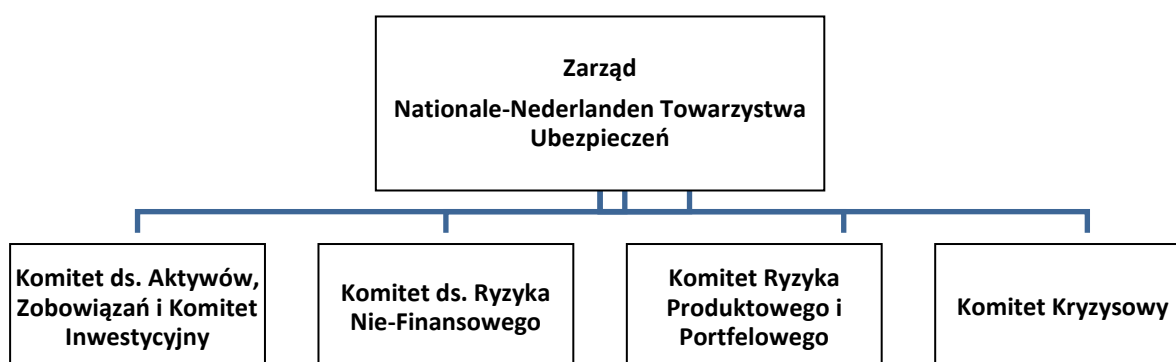 Zarząd
Nationale-Nederlanden Towarzystwa
Ubezpieczeń
Komitet ds. Aktywów,
Zobowiązań i Komitet
Inwestycyjny
Komitet ds. Ryzyka
Nie-Finansowego
Komitet Ryzyka
Produktowego i
Portfelowego
Komitet Kryzysowy